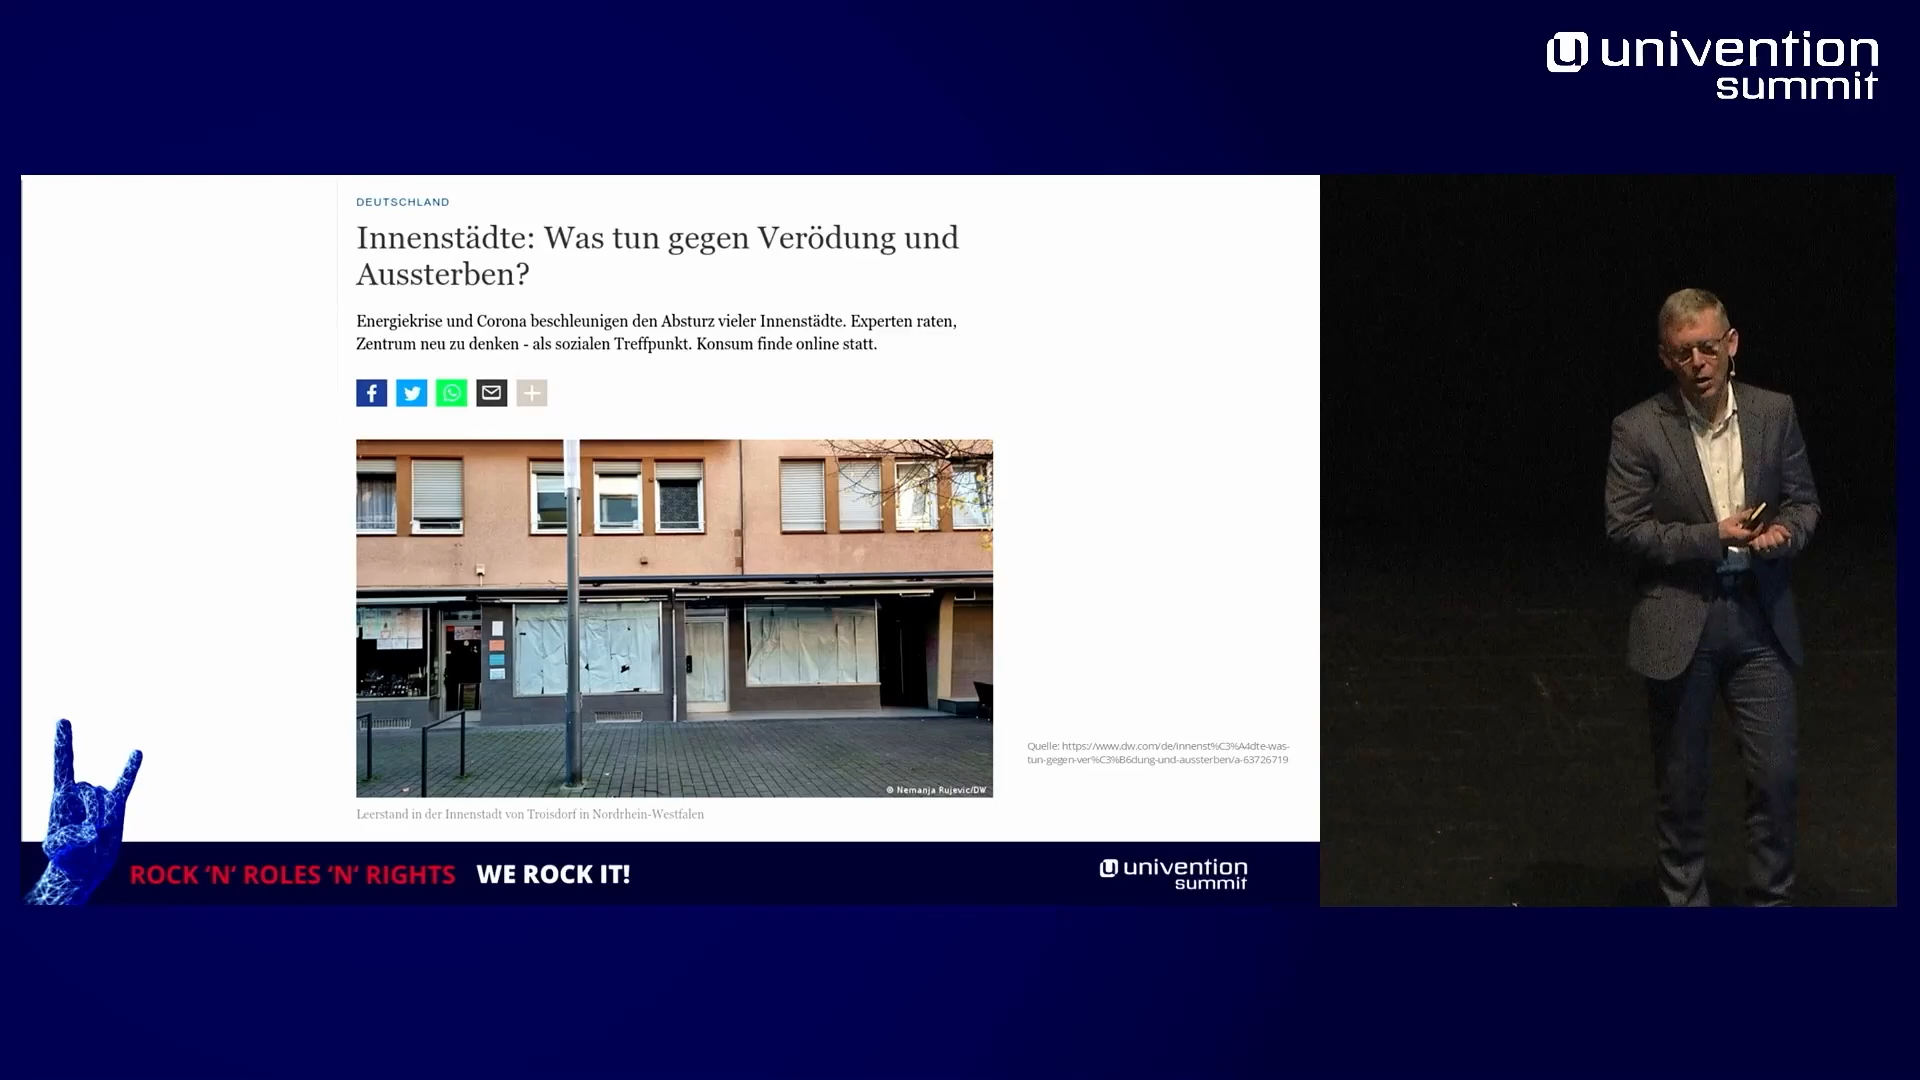 univention
summit
DEUTSCHLAND
Innenstädte: Was tun gegen Verödung und
Aussterben?
Energiekrise und Corona beschleunigen den Absturz vieler Innenstädte. Experten raten,
Zentrum neu zu denken - als sozialen Treffpunkt. Konsum finde online statt.
© Nemanja Rujevic/DW
Leerstand in der Innenstadt von Troisdorf in Nordrhein-Westfalen
Quelle: https://www.dw.com/de/innenst%C3%A4dte-was-
tun-gegen-ver%C3%B6dung-und-aussterben/a-63726719
ROCK ‘N’ ROLES ‘N’ RIGHTS WE ROCK IT!
univention
summit